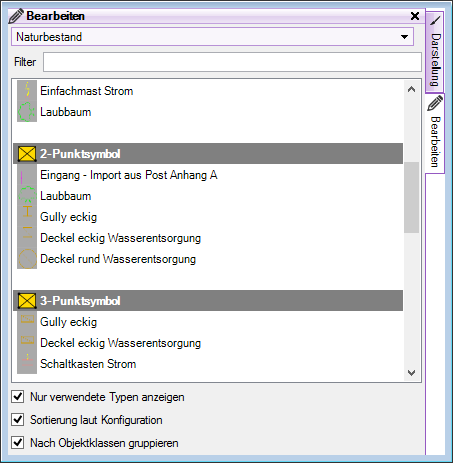 Bearbeiten
Naturbestand
Filter
Einfachmast Strom
Laubbaum
2-Punktsymbol
Eingang - Import aus Post Anhang A
Laubbaum
Gully eckig
Deckel eckig Wasserentsorgung
Deckel rund Wasserentsorgung
3-Punktsymbol
Gully eckig
Deckel eckig Wasserentsorgung
Schaltkasten Strom
Nur verwendete Typen anzeigen
Sortierung laut Konfiguration
Nach Objektklassen gruppieren
Darstellung
Bearbeiten